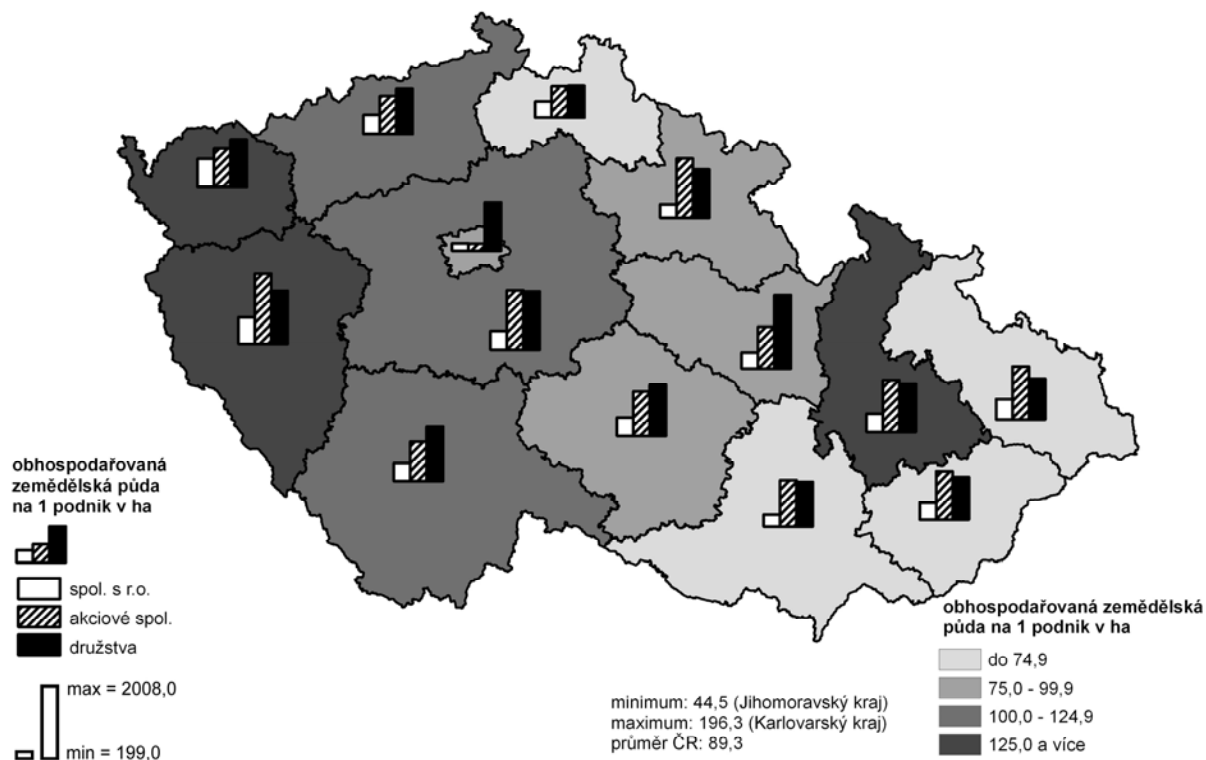 obhospodařovaná
zemědělská půda
na 1 podnik v ha
spol. s r.o.
akciové spol.
družstva
max = 2008,0
min = 199,0
minimum: 44,5 (Jihomoravský kraj)
maximum: 196,3 (Karlovarský kraj)
průměr ČR: 89,3
obhospodařovaná zemědělská
půda na 1 podnik v ha
do 74,9
75,0 - 99,9
100,0 - 124,9
125,0 a více